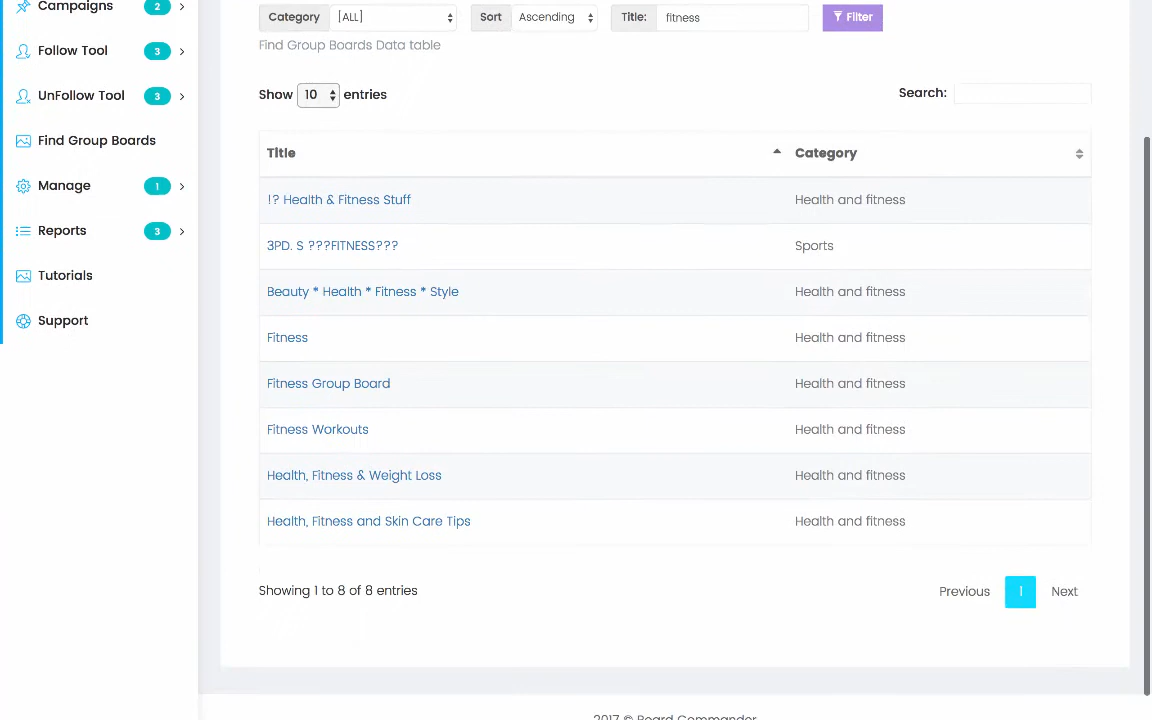 Campaigns 2
Follow Tool 3
UnFollow Tool 3
Find Group Boards
Manage 1
Reports 3
Tutorials
Support
Category [ALL] Sort Ascending Title: fitness Filter
Find Group Boards Data table
Show 10 entries Search:
Title Category
!? Health & Fitness Stuff Health and fitness
3PD. S ???FITNESS??? Sports
Beauty * Health * Fitness * Style Health and fitness
Fitness Health and fitness
Fitness Group Board Health and fitness
Fitness Workouts Health and fitness
Health, Fitness & Weight Loss Health and fitness
Health, Fitness and Skin Care Tips Health and fitness
Showing 1 to 8 of 8 entries Previous 1 Next
2017 © Board Commander